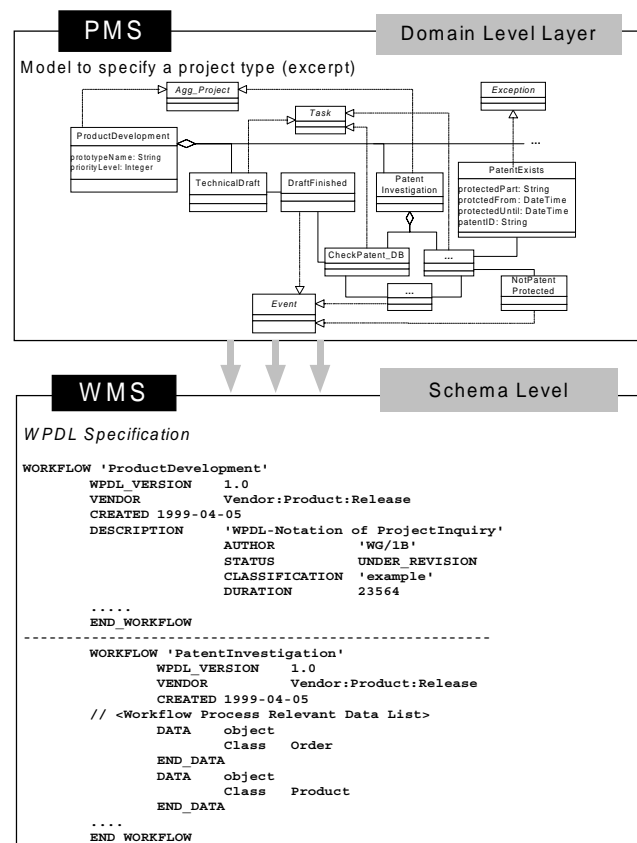 PMS
Domain Level Layer
Model to specify a project type (excerpt)
Agg_Project
Exception
Task
ProductDevelopment
prototypeName: String
priorityLevel: Integer
...
TechnicalDraft
DraftFinished
Patent
Investigation
PatentExists
protectedPart: String
protctedFrom: DateTime
protectedUntil: DateTime
patentID: String
CheckPatent_DB
...
NotPatent
Protected
...
Event
WMS
Schema Level
WPDL Specification
WORKFLOW 'ProductDevelopment'
WPDL_VERSION 1.0
VENDOR Vendor:Product:Release
CREATED 1999-04-05
DESCRIPTION 'WPDL-Notation of ProjectInquiry'
AUTHOR 'WG/1B'
STATUS UNDER_REVISION
CLASSIFICATION 'example'
DURATION 23564
.....
END_WORKFLOW
--------------------------------------------------------
WORKFLOW 'PatentInvestigation'
WPDL_VERSION 1.0
VENDOR Vendor:Product:Release
CREATED 1999-04-05
// <Workflow Process Relevant Data List>
DATA object
Class Order
END_DATA
DATA object
Class Product
END_DATA
....
END WORKFLOW